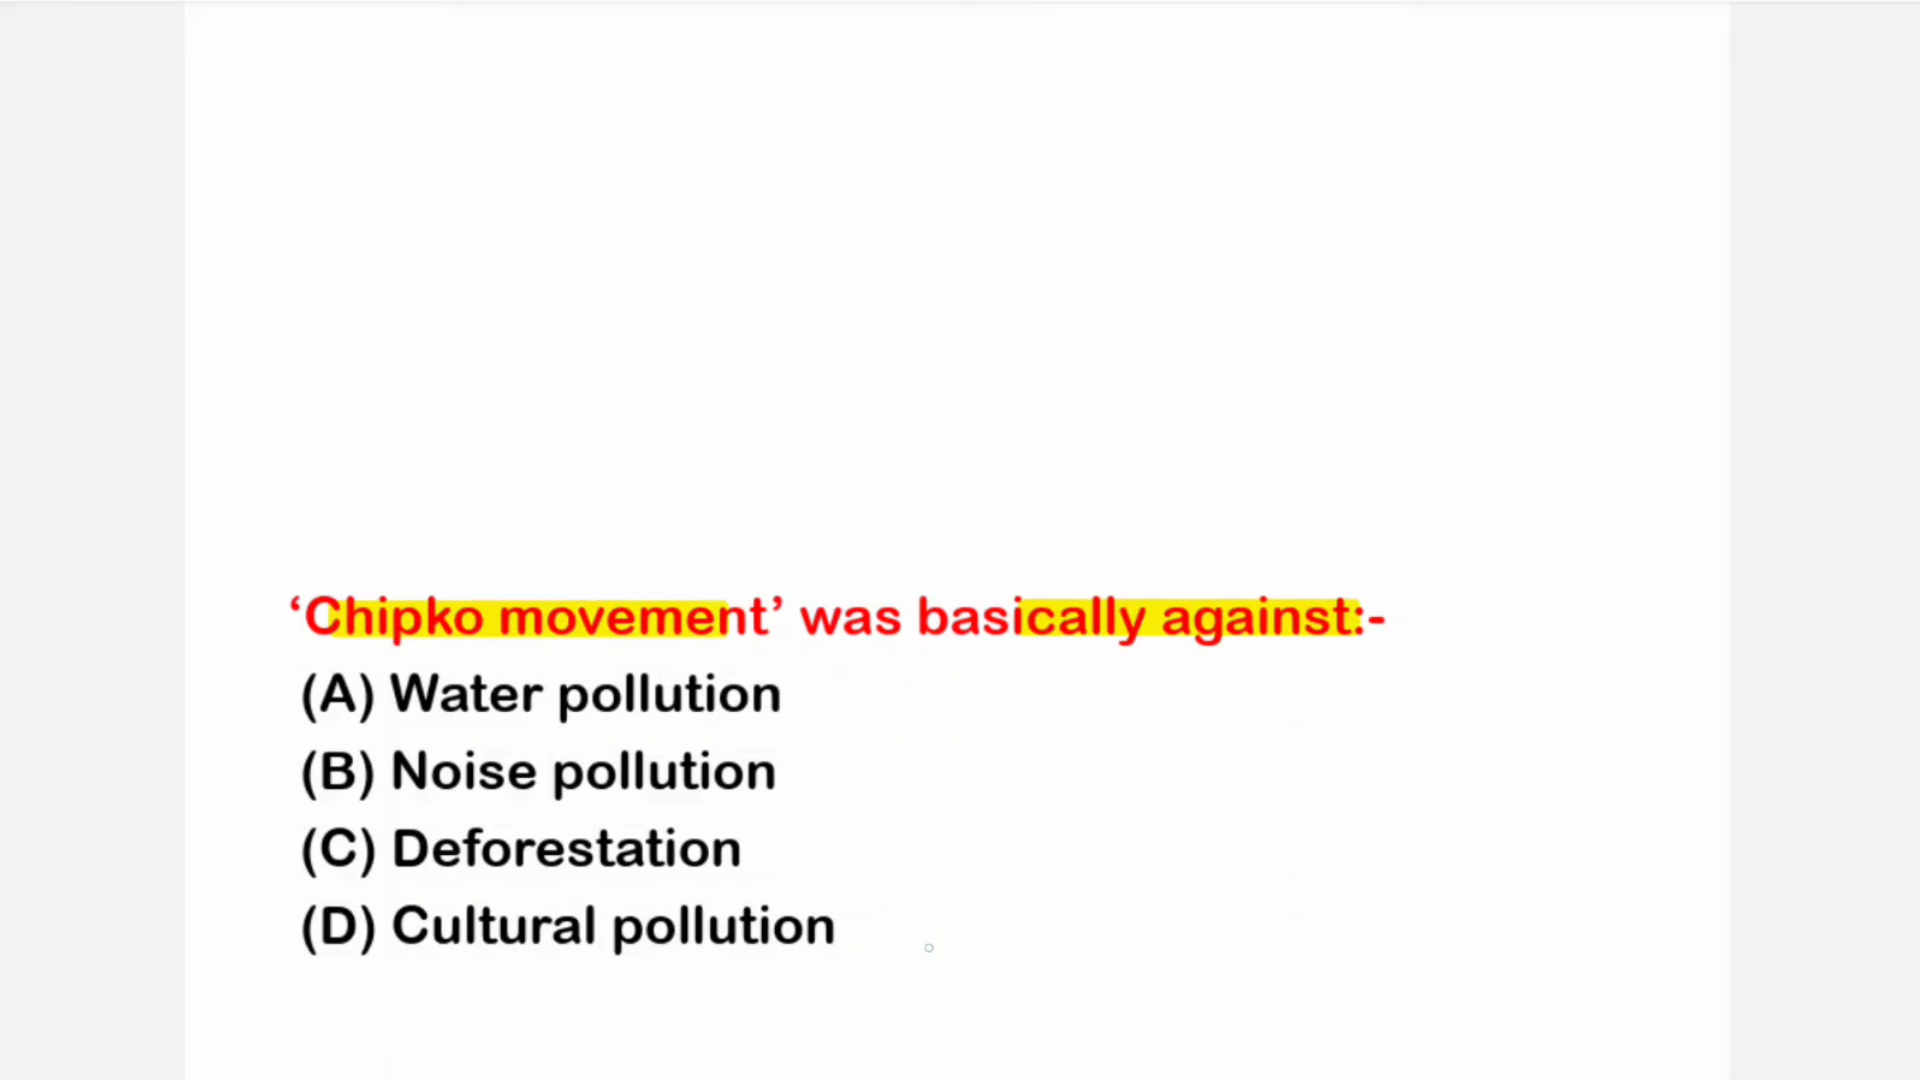 ‘Chipko movement’ was basically against:-
(A) Water pollution
(B) Noise pollution
(C) Deforestation
(D) Cultural pollution